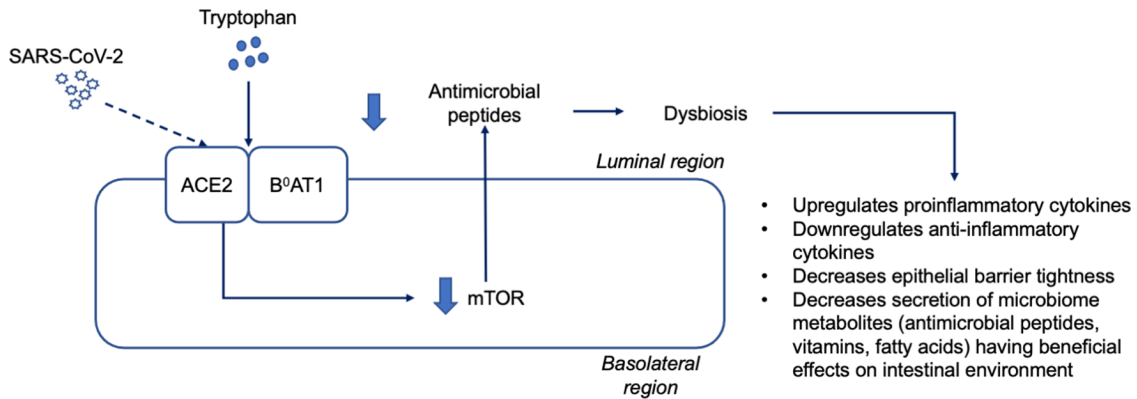 Tryptophan
SARS-CoV-2
Antimicrobial
peptides
Dysbiosis
Luminal region
ACE2
B⁰AT1
mTOR
Basolateral
region
• Upregulates proinflammatory cytokines
• Downregulates anti-inflammatory
cytokines
• Decreases epithelial barrier tightness
• Decreases secretion of microbiome
metabolites (antimicrobial peptides,
vitamins, fatty acids) having beneficial
effects on intestinal environment